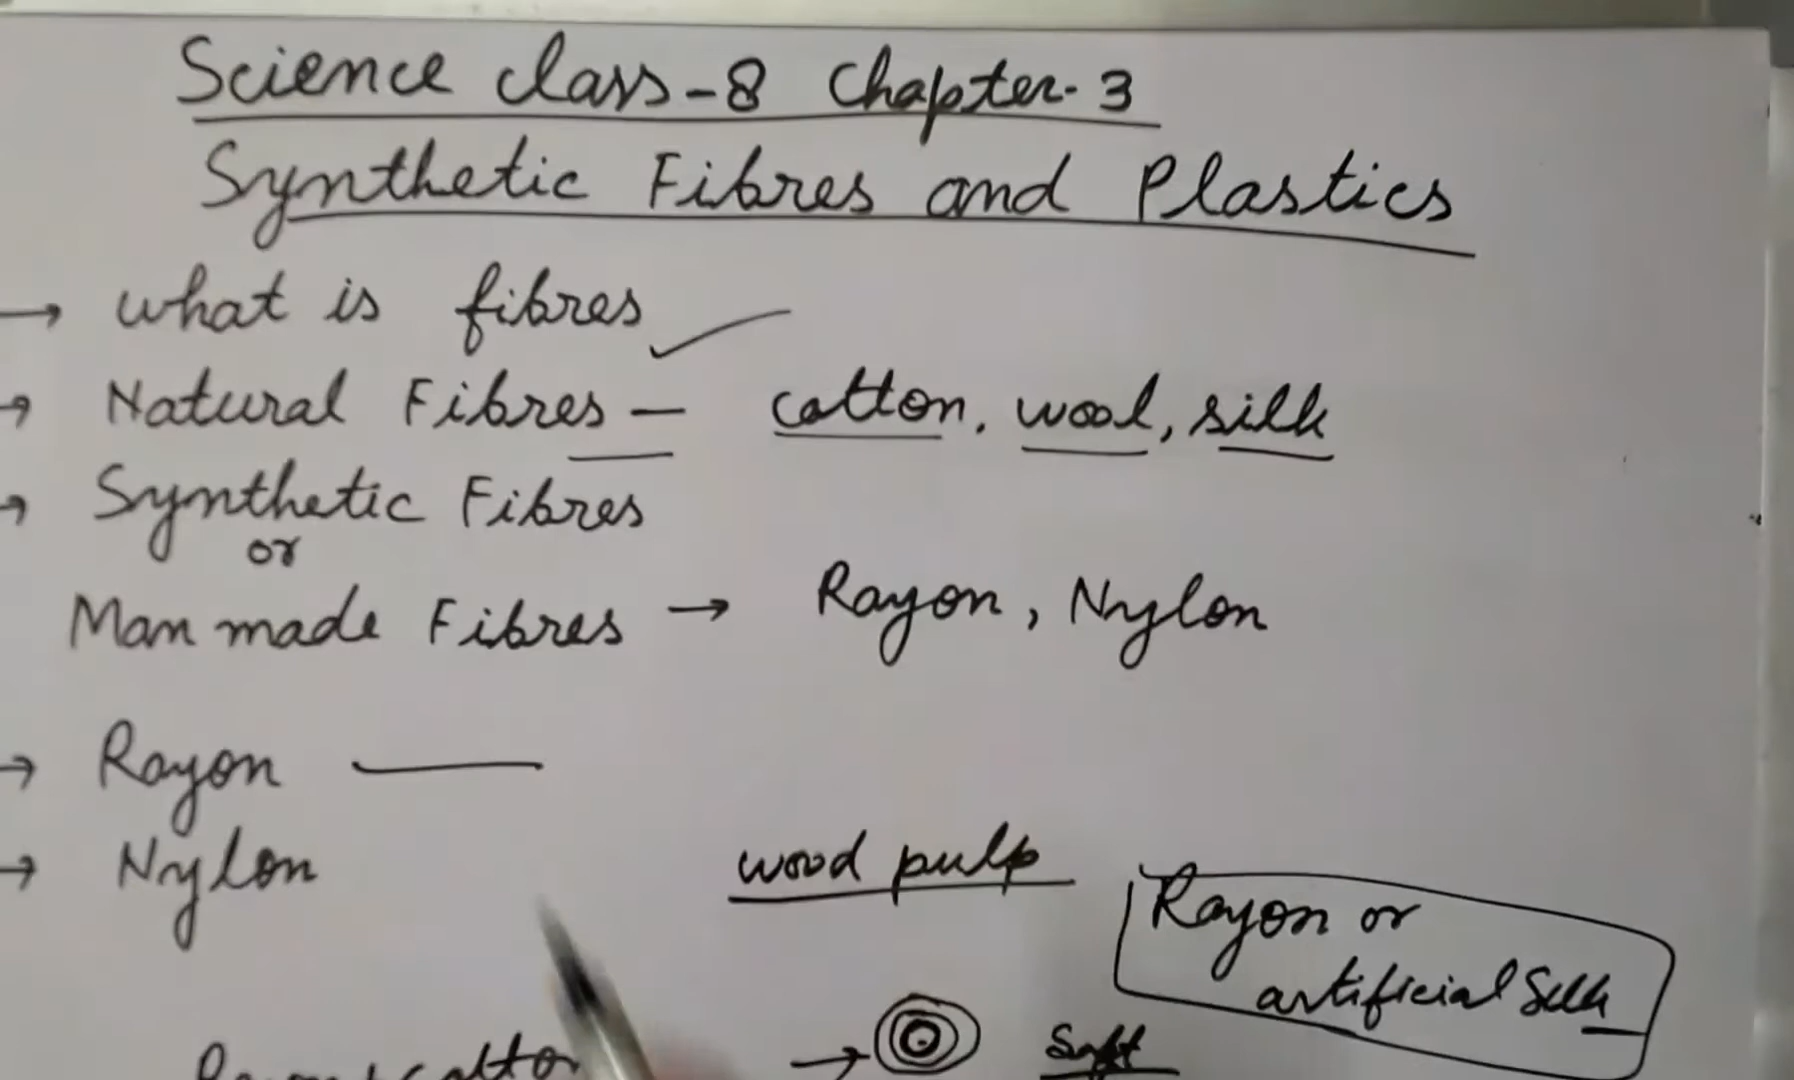 Science class-8 Chapter-3
Synthetic Fibres and Plastics
→ what is fibres
→ Natural Fibres — cotton, wool, silk
→ Synthetic Fibres
or
Man made Fibres → Rayon, Nylon
→ Rayon —
→ Nylon
wood pulp
Rayon or
artificial Silk
→